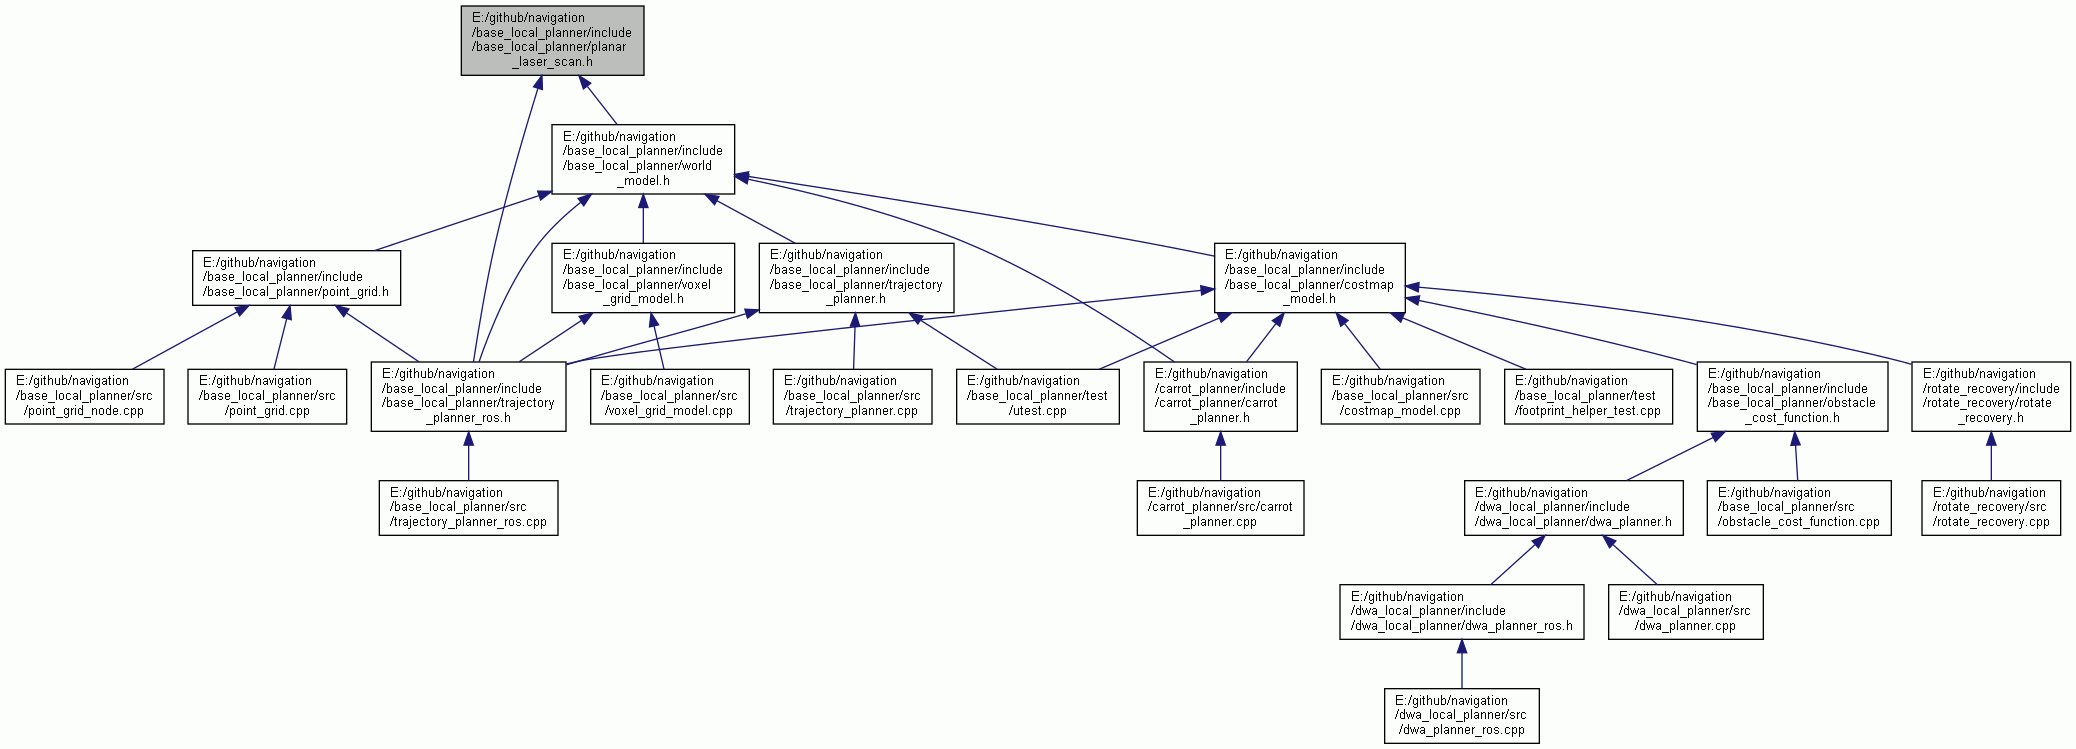 E:/github/navigation
/base_local_planner/include
/base_local_planner/planar
_laser_scan.h
E:/github/navigation
/base_local_planner/include
/base_local_planner/world
_model.h
E:/github/navigation
/base_local_planner/include
/base_local_planner/point_grid.h
E:/github/navigation
/base_local_planner/include
/base_local_planner/voxel
_grid_model.h
E:/github/navigation
/base_local_planner/include
/base_local_planner/trajectory
_planner.h
E:/github/navigation
/base_local_planner/include
/base_local_planner/costmap
_model.h
E:/github/navigation
/base_local_planner/src
/point_grid_node.cpp
E:/github/navigation
/base_local_planner/src
/point_grid.cpp
E:/github/navigation
/base_local_planner/include
/base_local_planner/trajectory
_planner_ros.h
E:/github/navigation
/base_local_planner/src
/voxel_grid_model.cpp
E:/github/navigation
/base_local_planner/src
/trajectory_planner.cpp
E:/github/navigation
/base_local_planner/test
/utest.cpp
E:/github/navigation
/carrot_planner/include
/carrot_planner/carrot
_planner.h
E:/github/navigation
/base_local_planner/src
/costmap_model.cpp
E:/github/navigation
/base_local_planner/test
/footprint_helper_test.cpp
E:/github/navigation
/base_local_planner/include
/base_local_planner/obstacle
_cost_function.h
E:/github/navigation
/rotate_recovery/include
/rotate_recovery/rotate
_recovery.h
E:/github/navigation
/base_local_planner/src
/trajectory_planner_ros.cpp
E:/github/navigation
/carrot_planner/src/carrot
_planner.cpp
E:/github/navigation
/dwa_local_planner/include
/dwa_local_planner/dwa_planner.h
E:/github/navigation
/base_local_planner/src
/obstacle_cost_function.cpp
E:/github/navigation
/rotate_recovery/src
/rotate_recovery.cpp
E:/github/navigation
/dwa_local_planner/include
/dwa_local_planner/dwa_planner_ros.h
E:/github/navigation
/dwa_local_planner/src
/dwa_planner.cpp
E:/github/navigation
/dwa_local_planner/src
/dwa_planner_ros.cpp